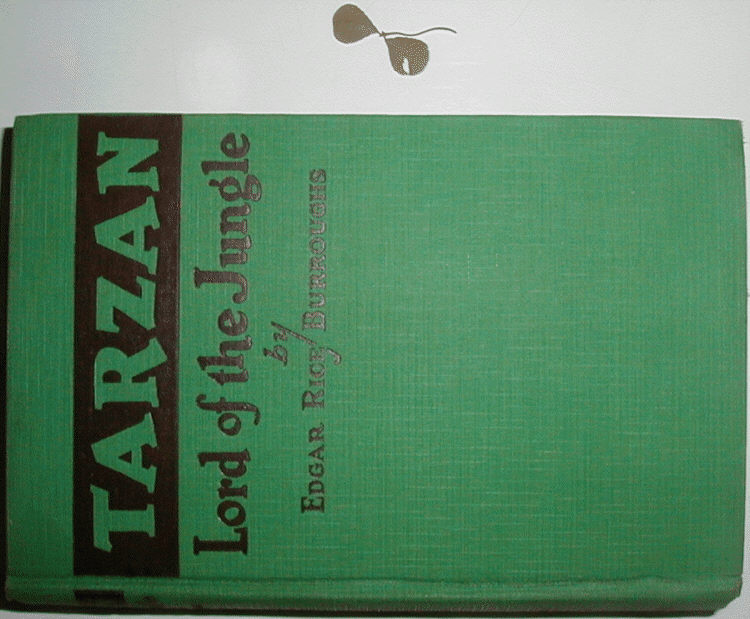 TARZAN
Lord of the Jungle
by
EDGAR RICE BURROUGHS